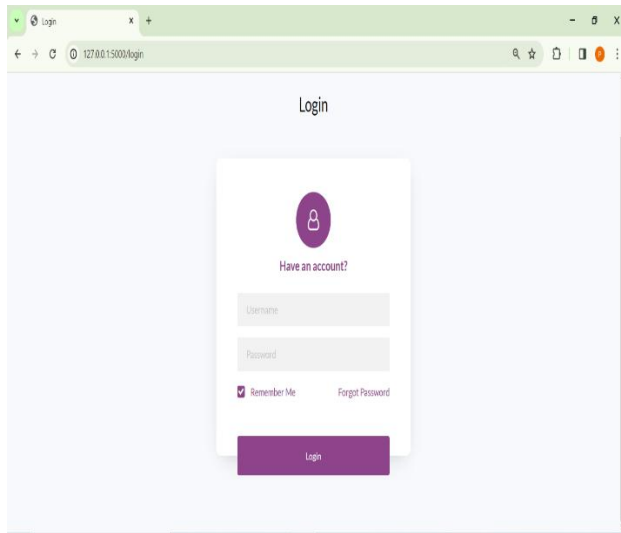 Login
127.0.0.1:5000/login
P
Login
Have an account?
Username
Password
Remember Me Forgot Password
Login